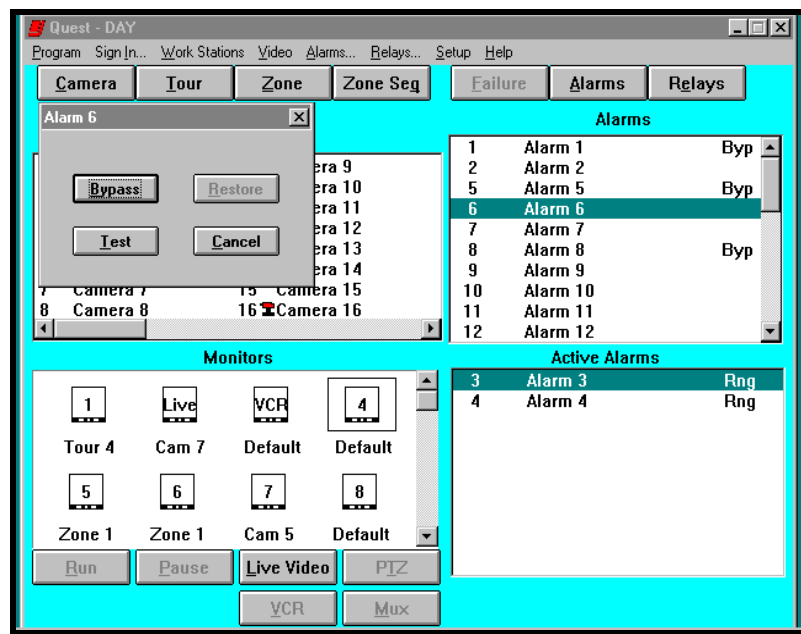 Quest - DAY
Program Sign In... Work Stations Video Alarms... Relays... Setup Help
Camera Tour Zone Zone Seq Failure Alarms Relays
Alarm 6
Bypass Restore
Test Cancel
era 9
era 10
era 11
era 12
era 13
era 14
7 Camera 7 15 Camera 15
8 Camera 8 16 Camera 16
Alarms
1 Alarm 1 Byp
2 Alarm 2
5 Alarm 5 Byp
6 Alarm 6
7 Alarm 7
8 Alarm 8 Byp
9 Alarm 9
10 Alarm 10
11 Alarm 11
12 Alarm 12
Monitors
1 Live VCR 4
Tour 4 Cam 7 Default Default
5 6 7 8
Zone 1 Zone 1 Cam 5 Default
Active Alarms
3 Alarm 3 Rng
4 Alarm 4 Rng
Run Pause Live Video PTZ
VCR Mux